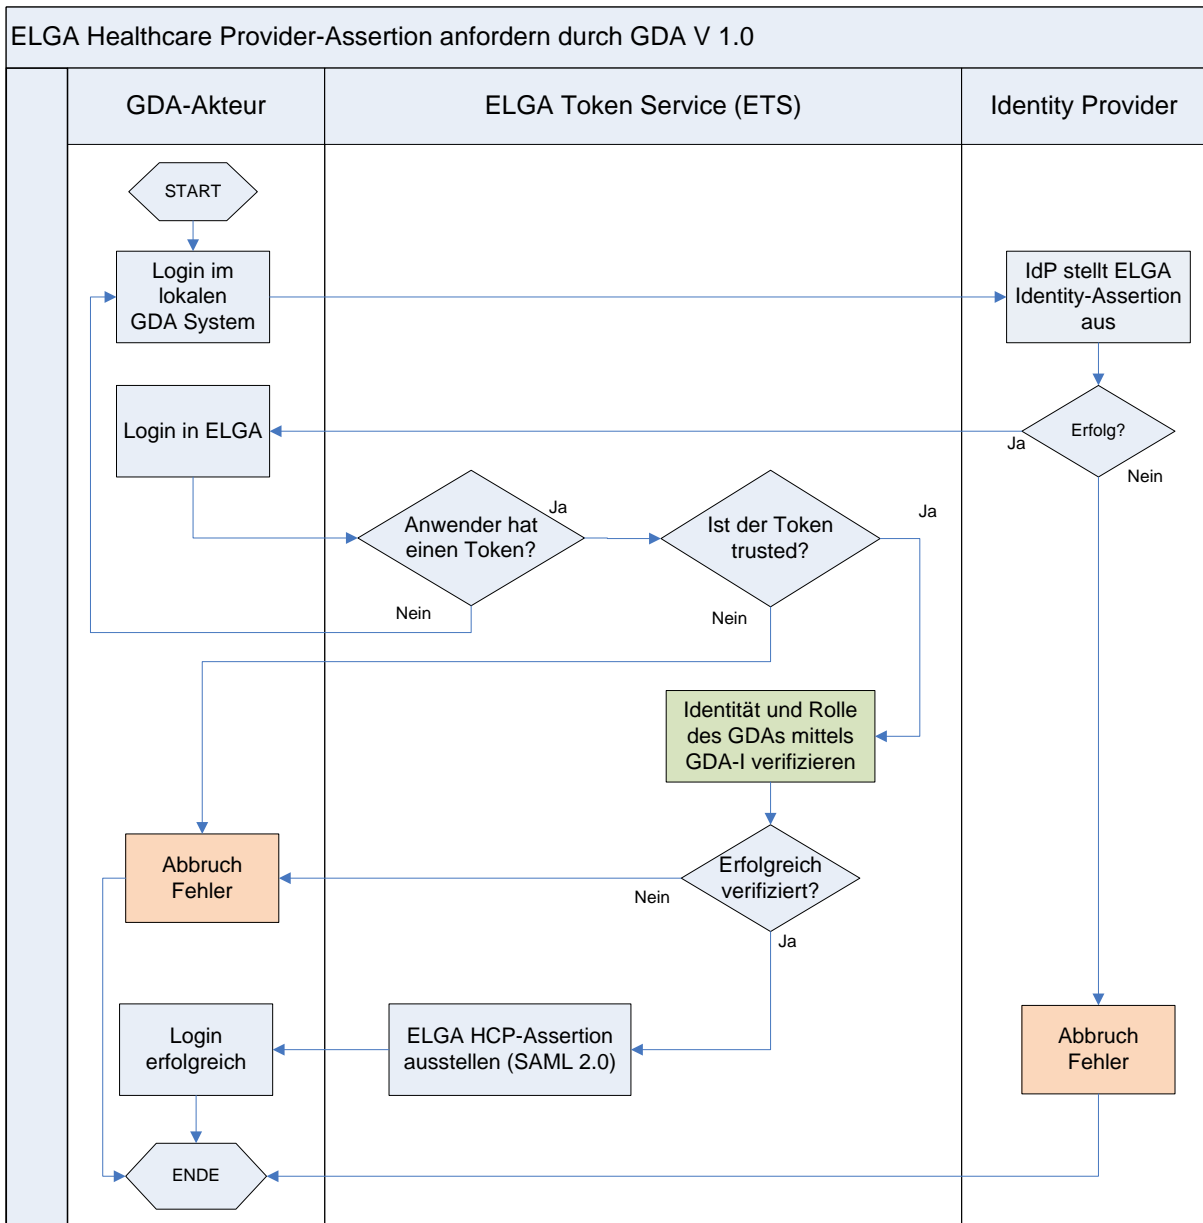 ELGA Healthcare Provider-Assertion anfordern durch GDA V 1.0
GDA-Akteur
ELGA Token Service (ETS)
Identity Provider
START
Login im
lokalen
GDA System
IdP stellt ELGA
Identity-Assertion
aus
Login in ELGA
Erfolg?
Ja
Nein
Anwender hat
einen Token?
Ja
Nein
Ist der Token
trusted?
Ja
Nein
Identität und Rolle
des GDAs mittels
GDA-I verifizieren
Abbruch
Fehler
Erfolgreich
verifiziert?
Nein
Ja
Login
erfolgreich
ELGA HCP-Assertion
ausstellen (SAML 2.0)
Abbruch
Fehler
ENDE